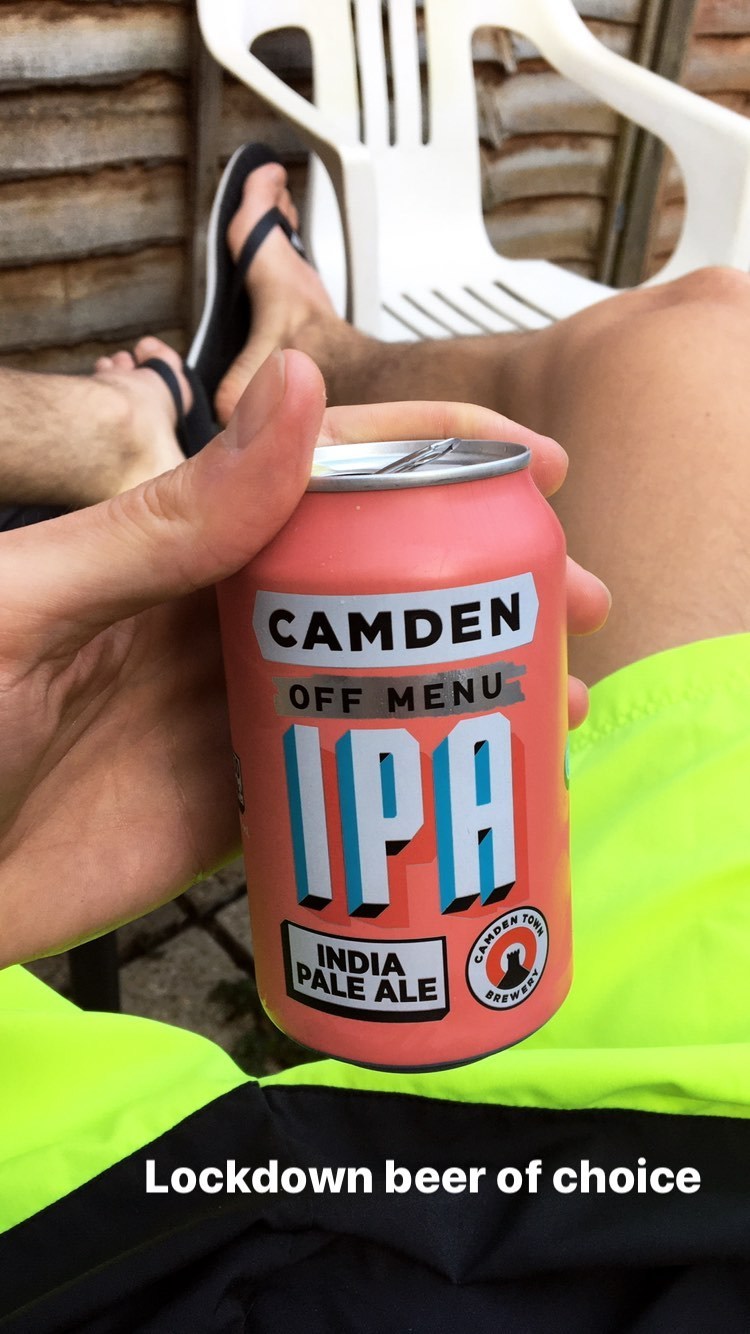 CAMDEN
OFF MENU
IPA
INDIA
PALE ALE
CAMDEN TOWN
BREWERY
Lockdown beer of choice